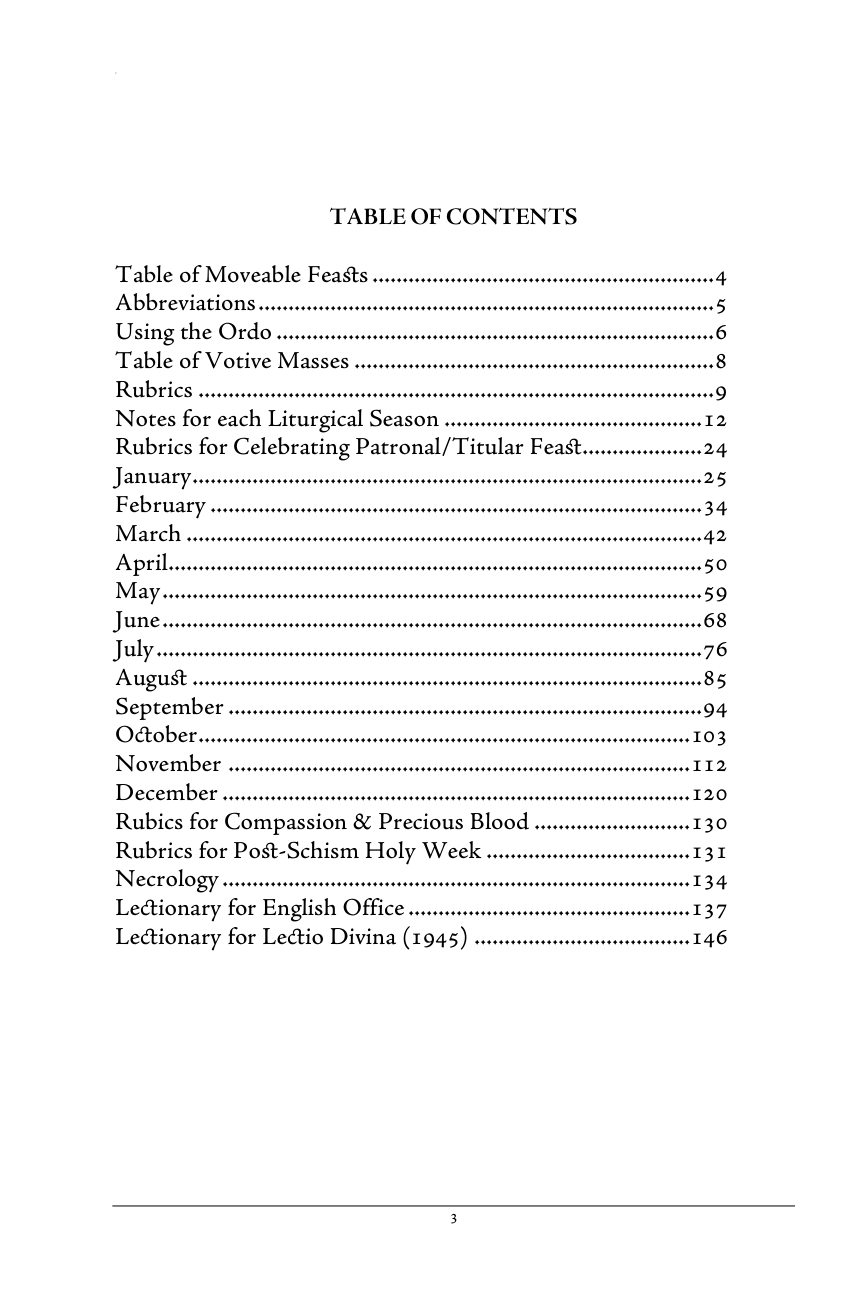 TABLE OF CONTENTS
Table of Moveable Feasts .........................................................4
Abbreviations............................................................................5
Using the Ordo .........................................................................6
Table of Votive Masses ............................................................8
Rubrics ......................................................................................9
Notes for each Liturgical Season ...........................................12
Rubrics for Celebrating Patronal/Titular Feast....................24
January.....................................................................................25
February ..................................................................................34
March ......................................................................................42
April.........................................................................................50
May..........................................................................................59
June..........................................................................................68
July...........................................................................................76
August .....................................................................................85
September ...............................................................................94
October..................................................................................103
November .............................................................................112
December ..............................................................................120
Rubics for Compassion & Precious Blood ..........................130
Rubrics for Post-Schism Holy Week ..................................131
Necrology ..............................................................................134
Lectionary for English Office ...............................................137
Lectionary for Lectio Divina (1945) ....................................146
3